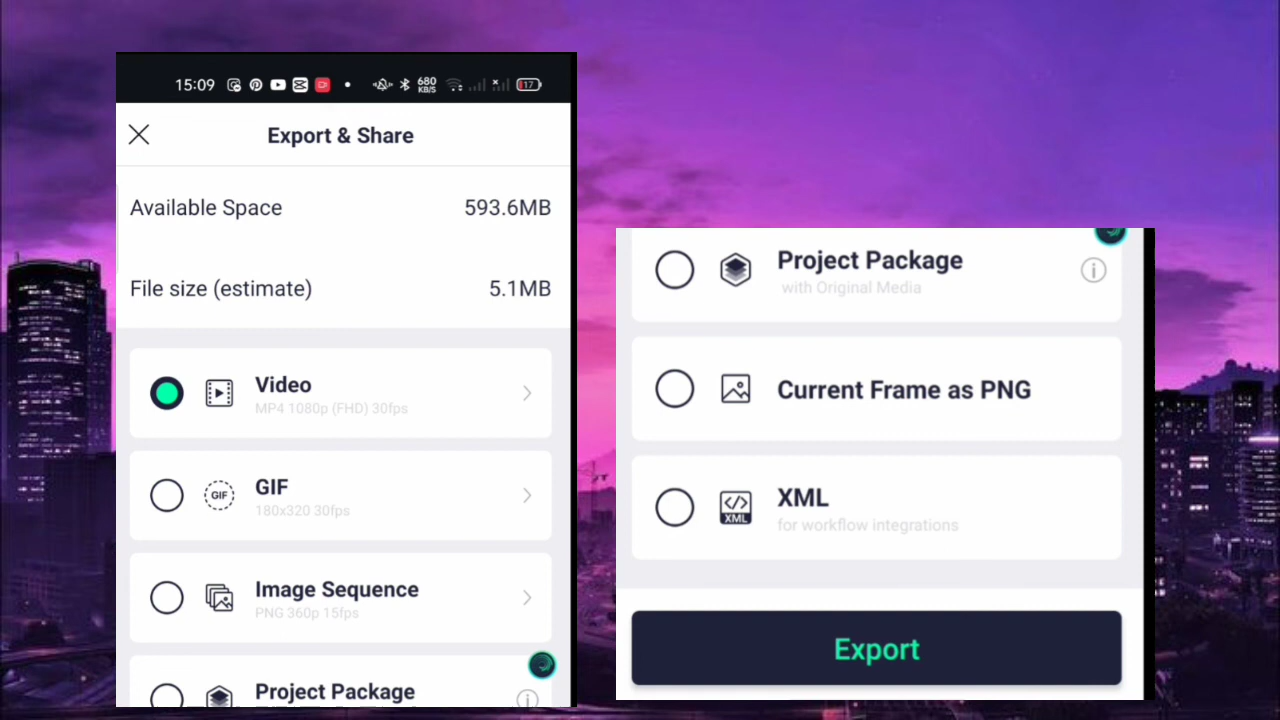 15:09
680
KB/S
17
Export & Share
Available Space 593.6MB
File size (estimate) 5.1MB
Video
MP4 1080p (FHD) 30fps
GIF
GIF
180x320 30fps
Image Sequence
PNG 360p 15fps
Project Package
Project Package
with Original Media
Current Frame as PNG
XML
XML
for workflow integrations
Export